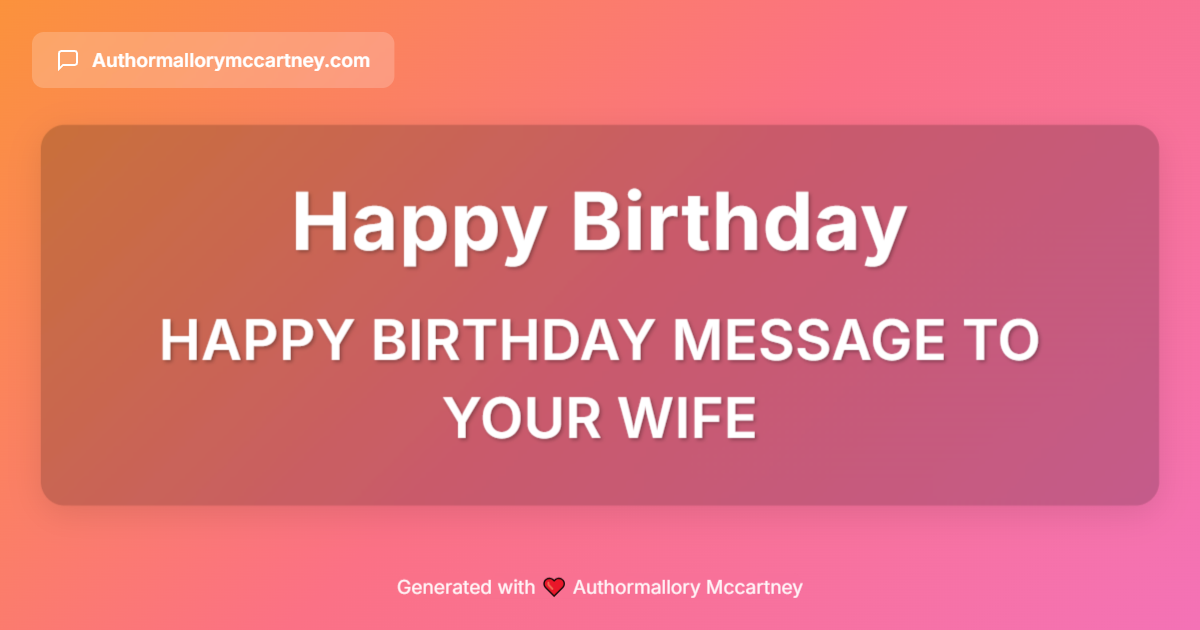 Authormallorymccartney.com
Happy Birthday
HAPPY BIRTHDAY MESSAGE TO
YOUR WIFE
Generated with ❤️ Authormallory Mccartney